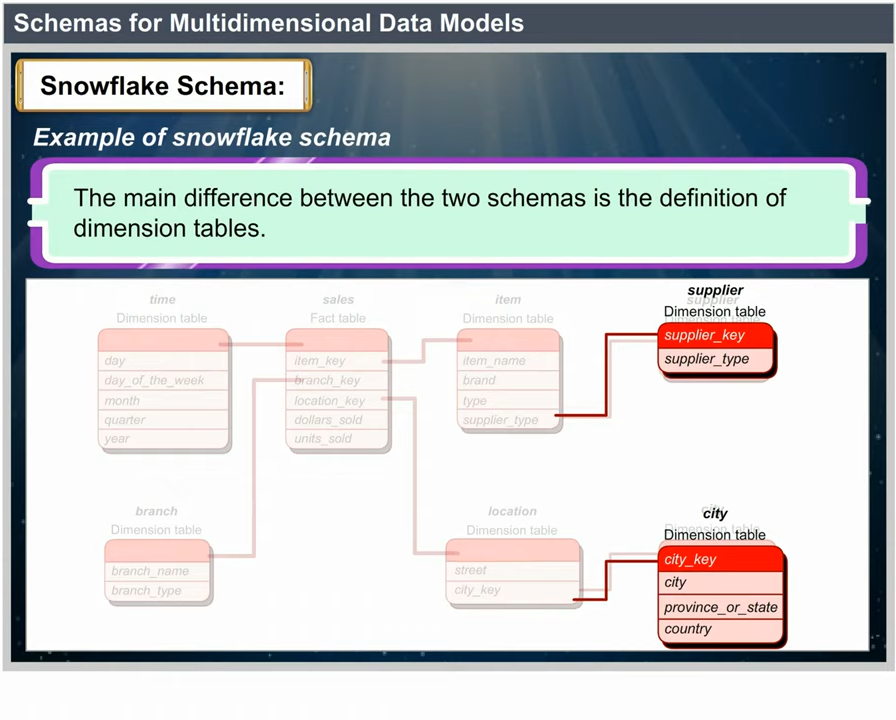 Schemas for Multidimensional Data Models
Snowflake Schema:
Example of snowflake schema
The main difference between the two schemas is the definition of
dimension tables.
time
Dimension table
day
day_of_the_week
month
quarter
year
sales
Fact table
item_key
branch_key
location_key
dollars_sold
units_sold
item
Dimension table
item_name
brand
type
supplier_type
supplier
Dimension table
supplier_key
supplier_type
branch
Dimension table
branch_name
branch_type
location
Dimension table
street
city_key
city
Dimension table
city_key
city
province_or_state
country